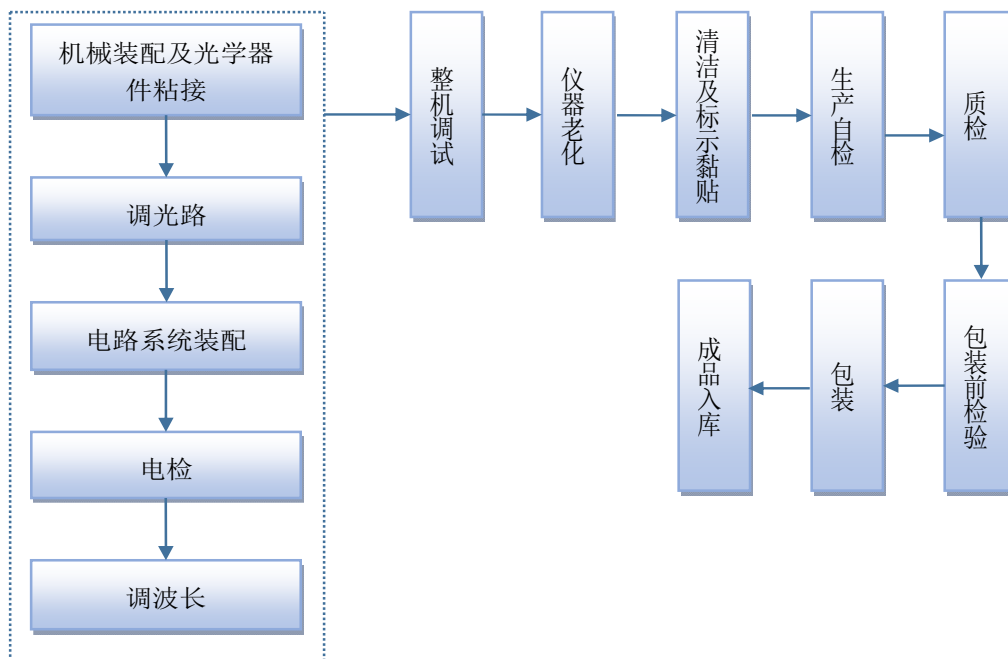 机械装配及光学器
件粘接
调光路
电路系统装配
电检
调波长
整机调试
仪器老化
清洁及标示黏贴
生产自检
质检
包装前检验
包装
成品入库